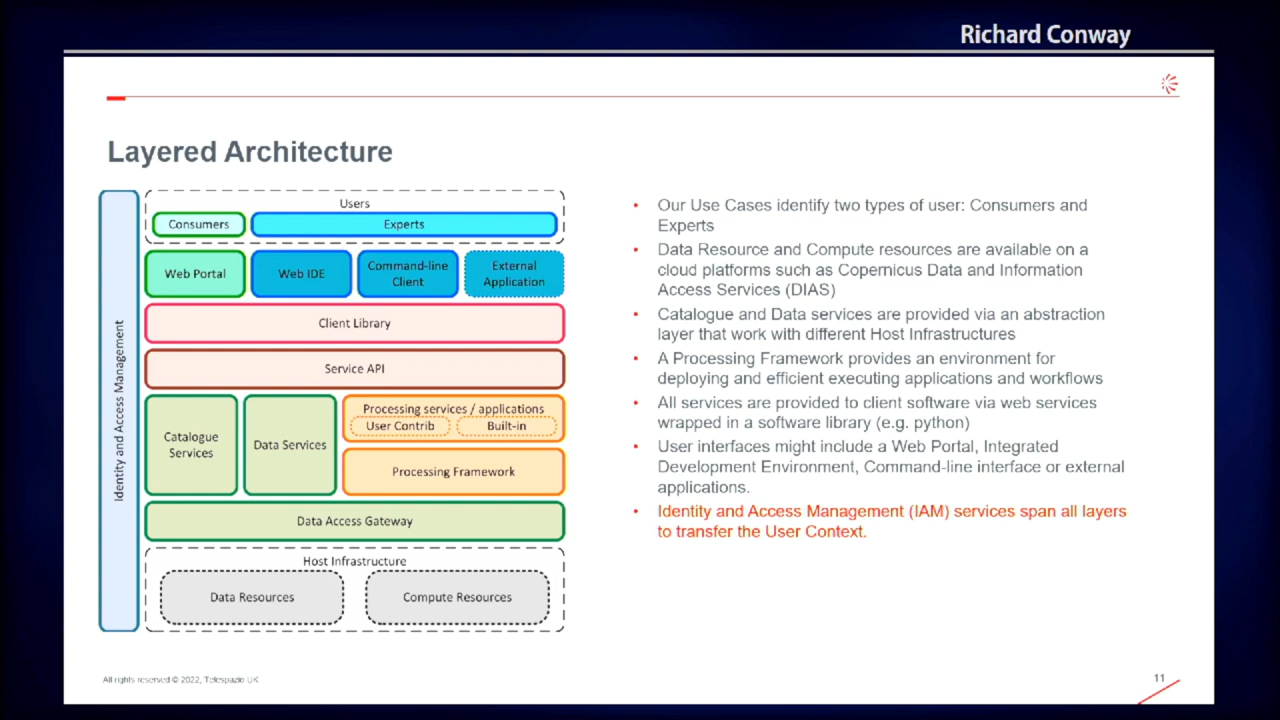 Richard Conway
Layered Architecture
Identity and Access Management
Users
Consumers
Experts
Web Portal
Web IDE
Command-line
Client
External
Application
Client Library
Service API
Catalogue
Services
Data Services
Processing services / applications
User Contrib
Built-in
Processing Framework
Data Access Gateway
Host Infrastructure
Data Resources
Compute Resources
• Our Use Cases identify two types of user: Consumers and
Experts
• Data Resource and Compute resources are available on a
cloud platforms such as Copernicus Data and Information
Access Services (DIAS)
• Catalogue and Data services are provided via an abstraction
layer that work with different Host Infrastructures
• A Processing Framework provides an environment for
deploying and efficient executing applications and workflows
• All services are provided to client software via web services
wrapped in a software library (e.g. python)
• User interfaces might include a Web Portal, Integrated
Development Environment, Command-line interface or external
applications.
• Identity and Access Management (IAM) services span all layers
to transfer the User Context.
All rights reserved © 2022, Telespazio UK
11